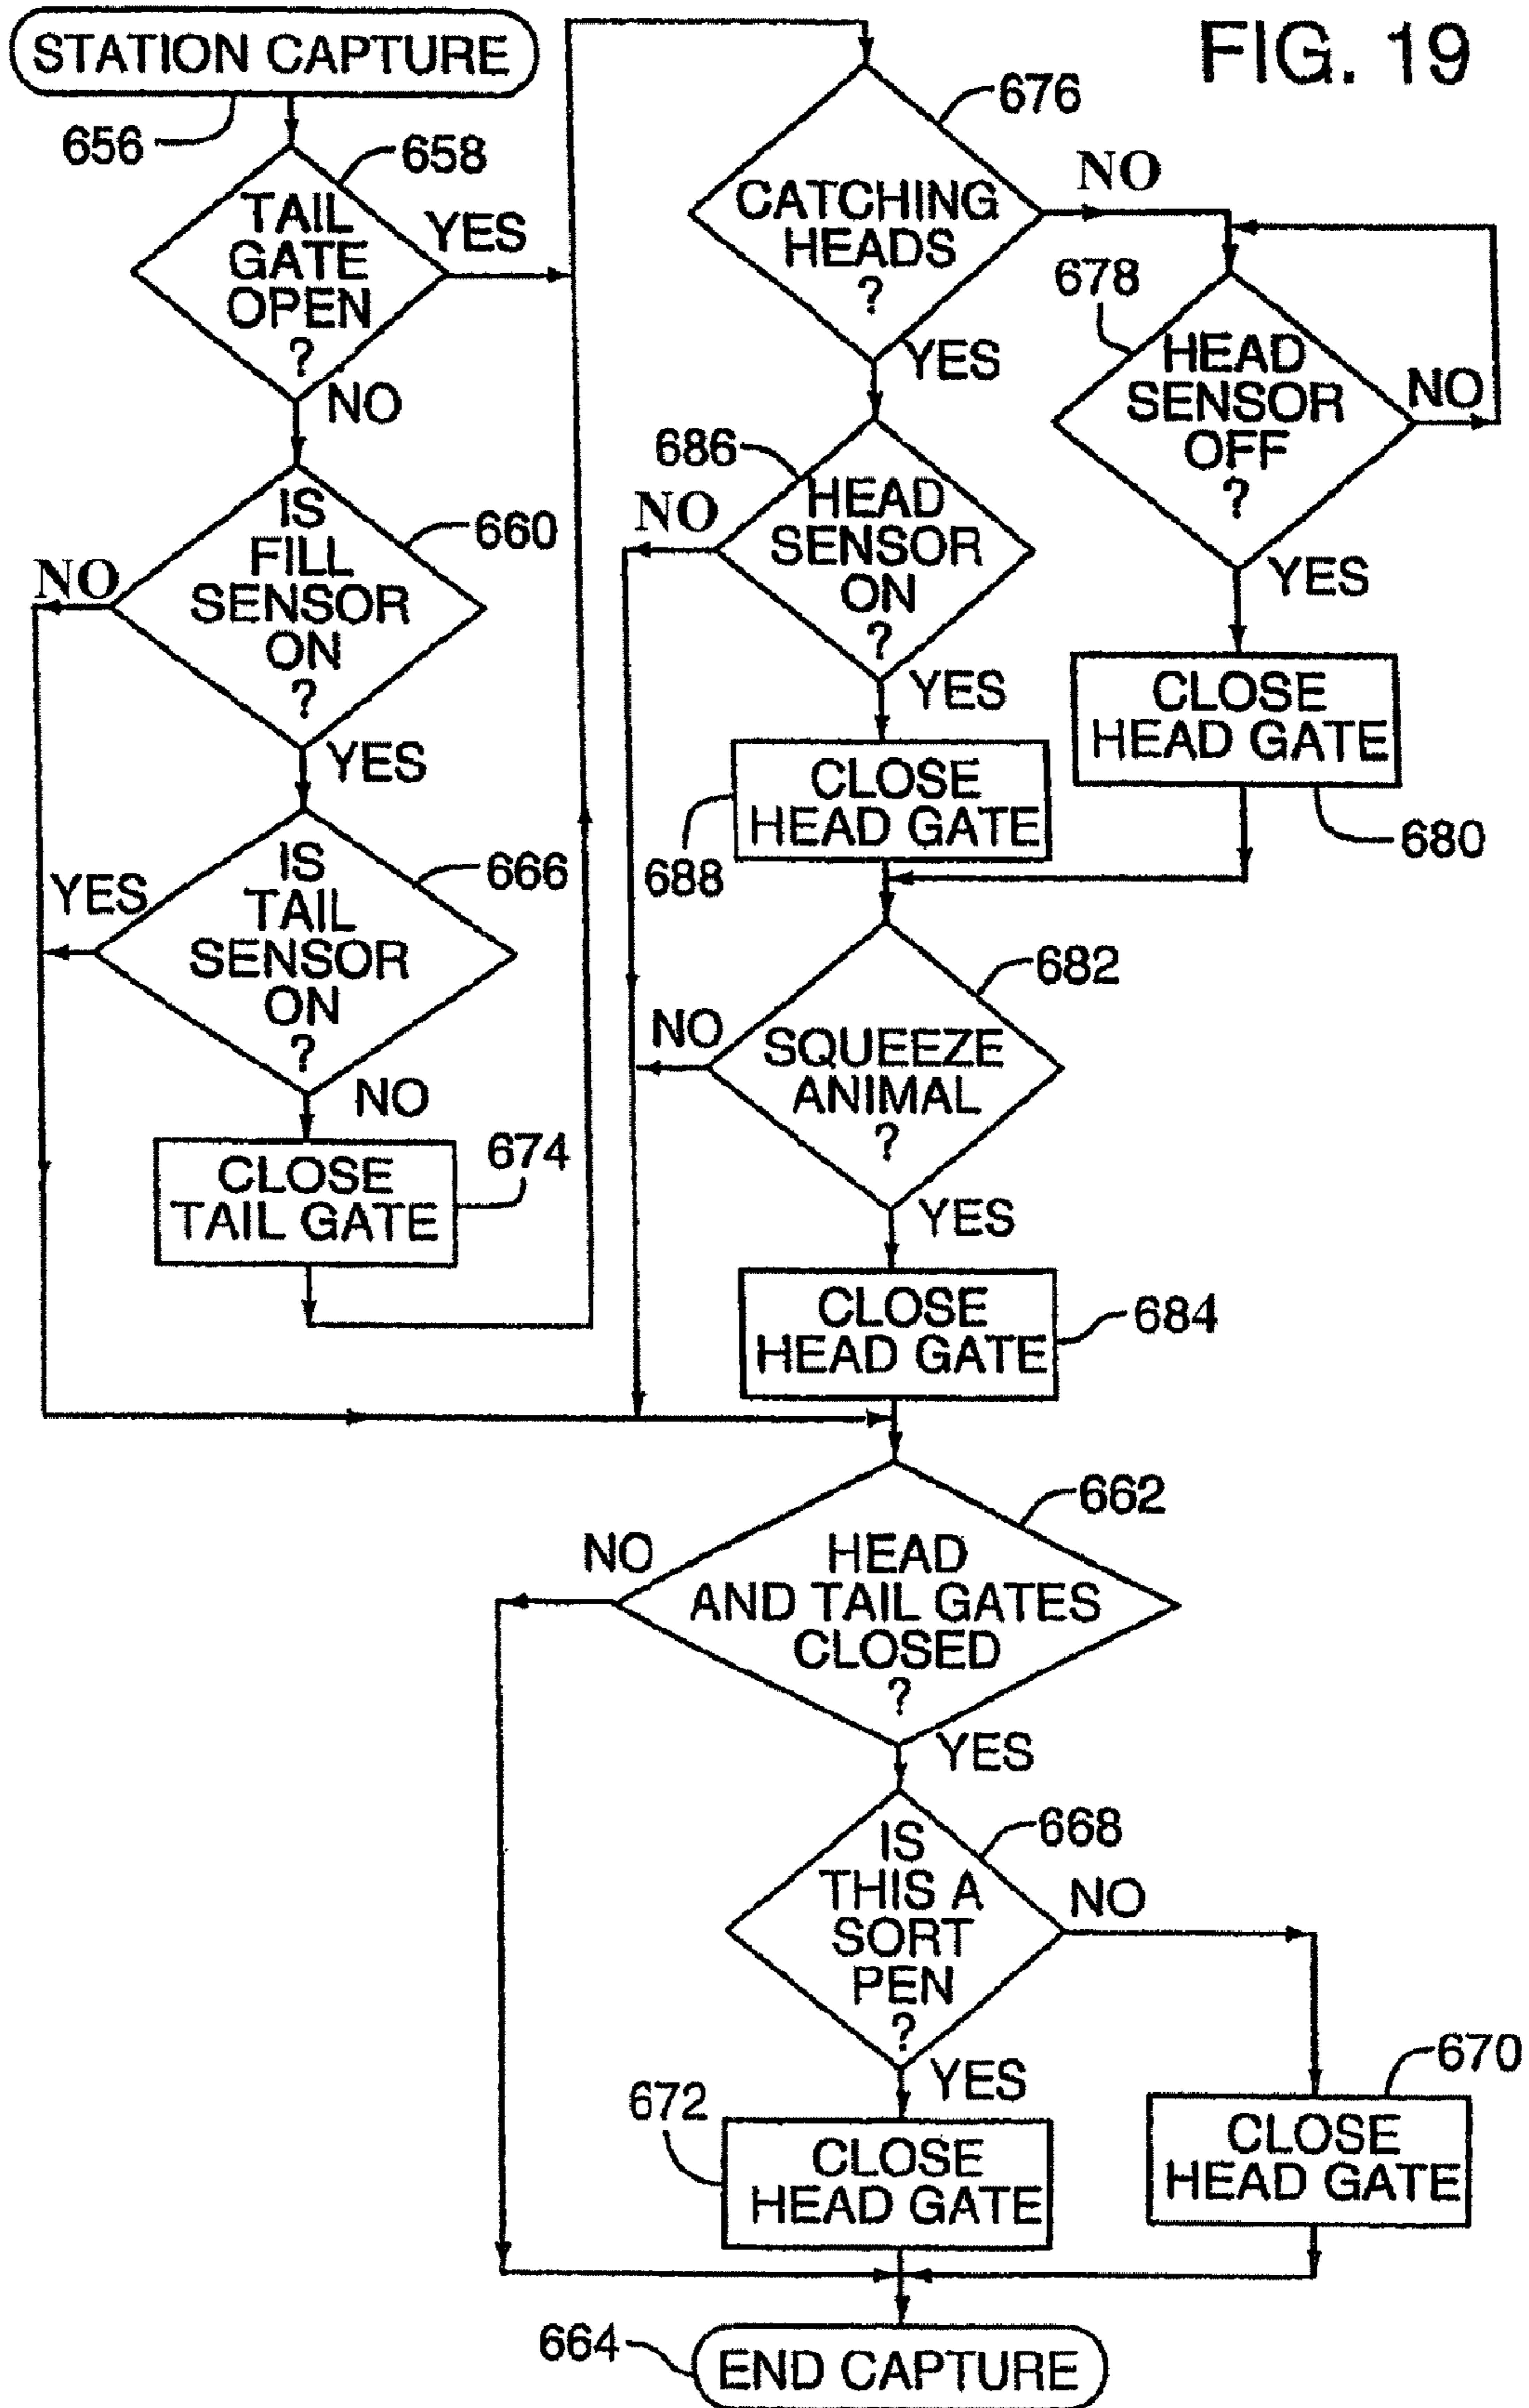 FIG. 19
STATION CAPTURE
656
658
TAIL
GATE
OPEN
?
YES
NO
IS
FILL
SENSOR
ON
?
660
NO
YES
IS
TAIL
SENSOR
ON
?
666
YES
NO
CLOSE
TAIL GATE
674
676
CATCHING
HEADS
?
NO
YES
678
HEAD
SENSOR
OFF
?
NO
YES
CLOSE
HEAD GATE
680
686
HEAD
SENSOR
ON
?
NO
YES
CLOSE
HEAD GATE
688
682
SQUEEZE
ANIMAL
?
NO
YES
CLOSE
HEAD GATE
684
662
HEAD
AND TAIL GATES
CLOSED
?
NO
YES
668
IS
THIS A
SORT
PEN
?
NO
YES
672
CLOSE
HEAD GATE
670
CLOSE
HEAD GATE
664
END CAPTURE